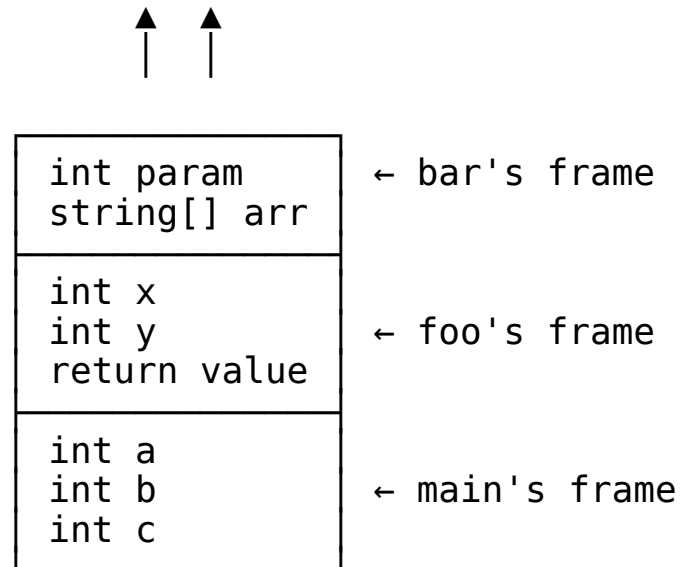 int param
string[] arr
← bar's frame
int x
int y
return value
← foo's frame
int a
int b
int c
← main's frame